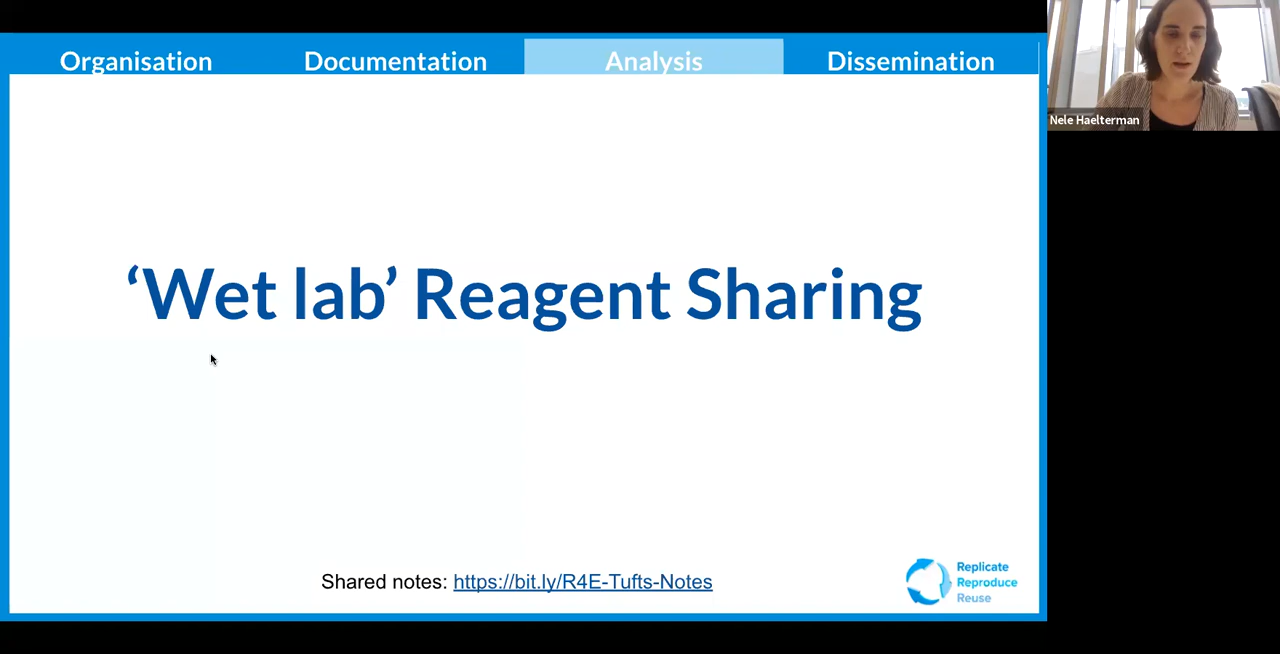 Organisation Documentation Analysis Dissemination
Nele Haelterman
‘Wet lab’ Reagent Sharing
Shared notes: https://bit.ly/R4E-Tufts-Notes
Replicate
Reproduce
Reuse